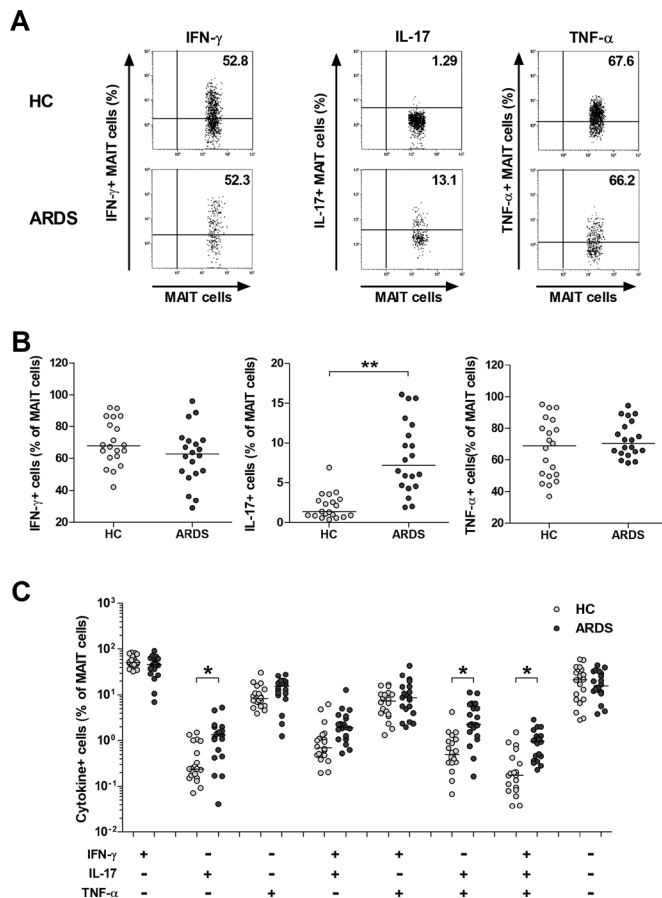 A
IFN-γ IL-17 TNF-α
HC
ARDS
IFN-γ+ MAIT cells (%)
IL-17+ MAIT cells (%)
TNF-α+ MAIT cells (%)
52.8 1.29 67.6
52.3 13.1 66.2
MAIT cells MAIT cells MAIT cells
B
IFN-γ+ cells (% of MAIT cells)
120
100
80
60
40
20
HC ARDS
IL-17+ cells (% of MAIT cells)
20
15
10
5
0
**
HC ARDS
TNF-α+ cells(% of MAIT cells)
120
100
80
60
40
20
HC ARDS
C
Cytokine+ cells (% of MAIT cells)
10³
10²
10¹
10⁰
10⁻¹
10⁻²
HC
ARDS
* * *
IFN-γ + - - + + - + -
IL-17 - + - + - + + -
TNF-α - - + - + + + -